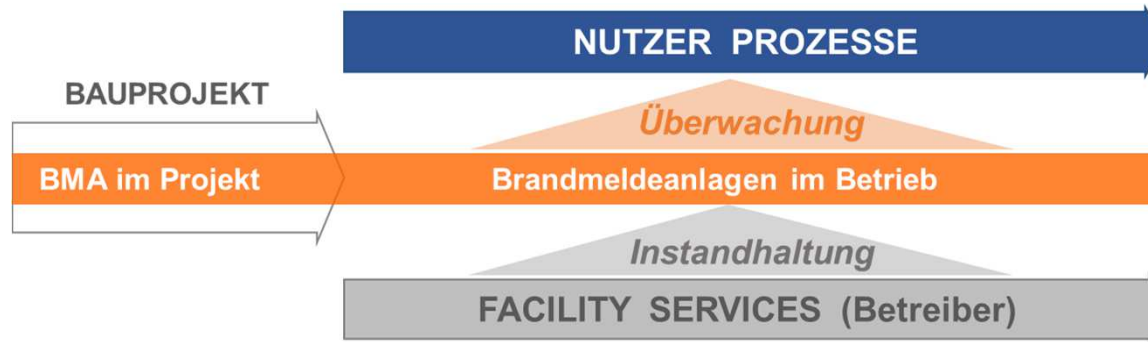 NUTZER PROZESSE
BAUPROJEKT
Überwachung
BMA im Projekt
Brandmeldeanlagen im Betrieb
Instandhaltung
FACILITY SERVICES (Betreiber)